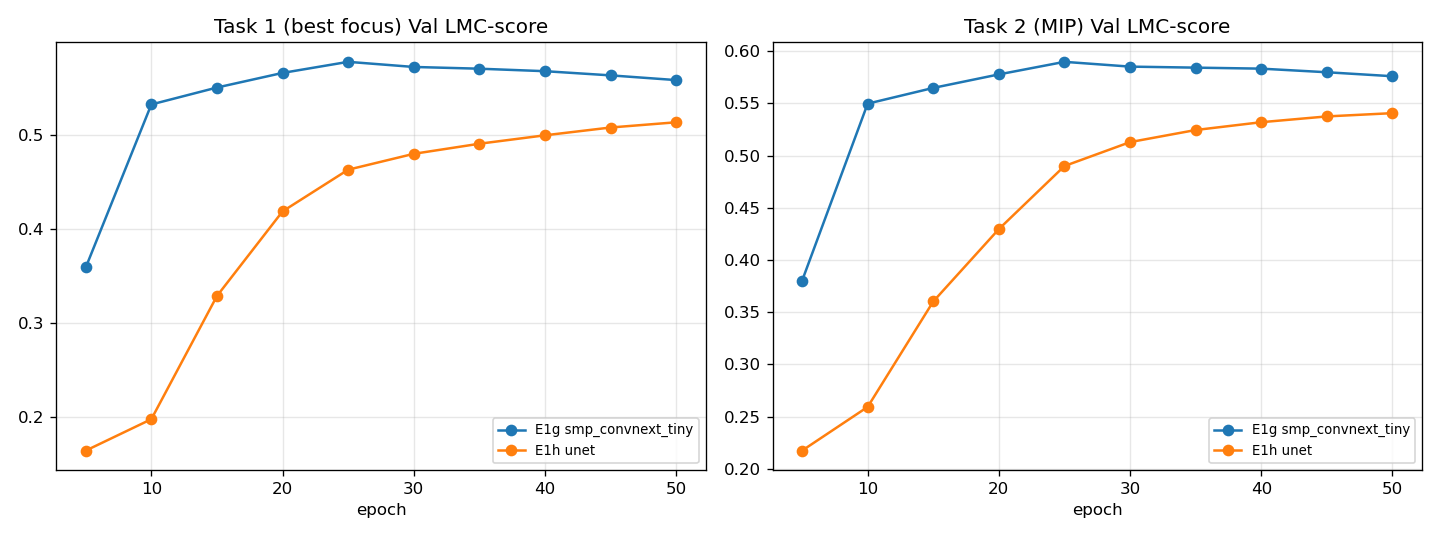 Task 1 (best focus) Val LMC-score
0.5
0.4
0.3
0.2
10 20 30 40 50
epoch
E1g smp_convnext_tiny
E1h unet
Task 2 (MIP) Val LMC-score
0.60
0.55
0.50
0.45
0.40
0.35
0.30
0.25
0.20
10 20 30 40 50
epoch
E1g smp_convnext_tiny
E1h unet